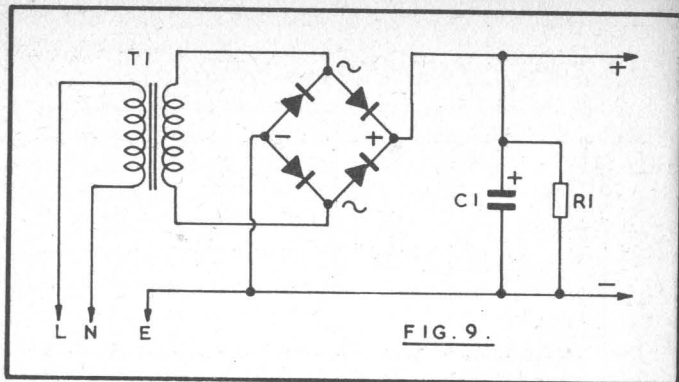 T1
~
+
-
+
+
C1
R1
~
-
L N E
FIG. 9.